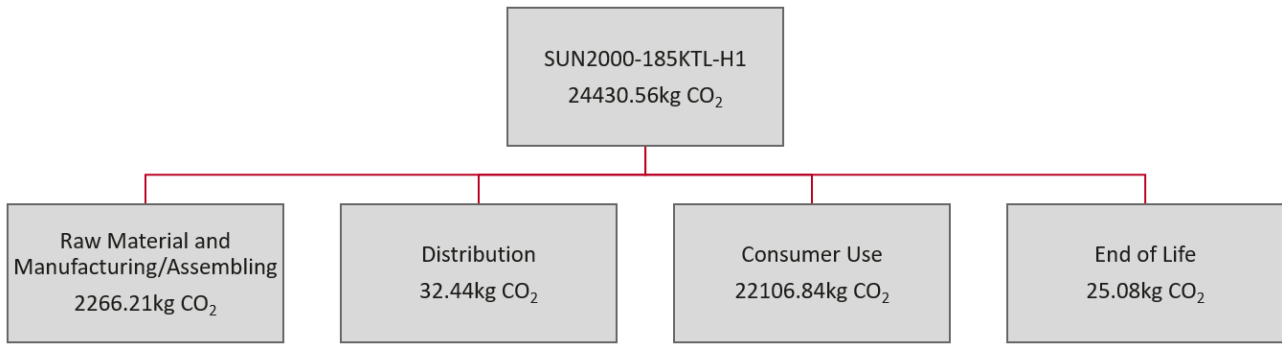 SUN2000-185KTL-H1
24430.56kg CO₂
Raw Material and
Manufacturing/Assembling
2266.21kg CO₂
Distribution
32.44kg CO₂
Consumer Use
22106.84kg CO₂
End of Life
25.08kg CO₂